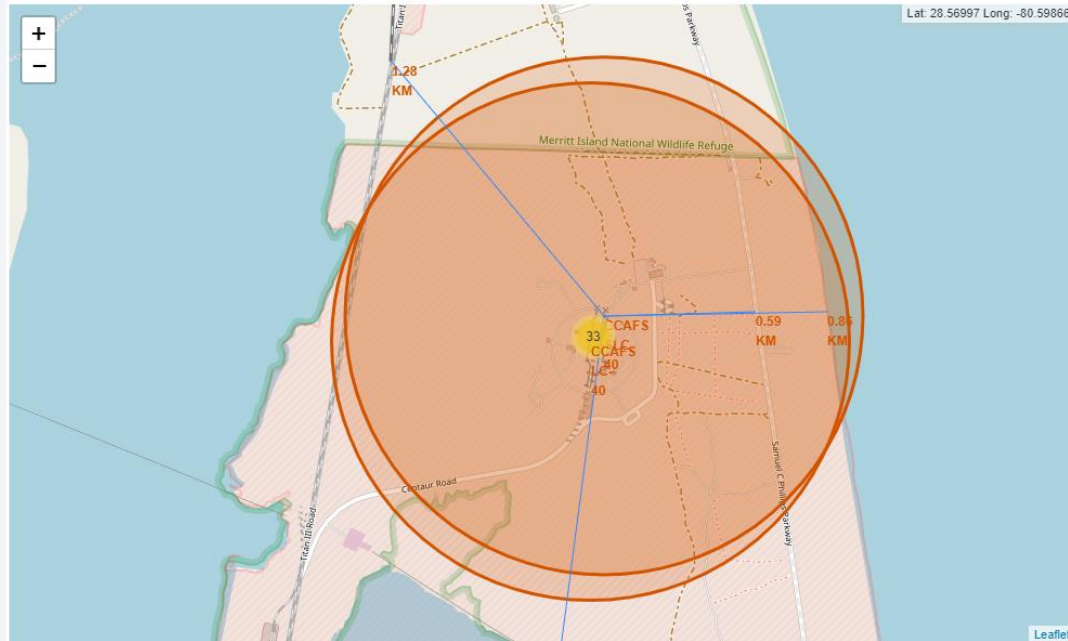 +
−
Lat: 28.56997 Long: -80.59866
1.28
KM
Merritt Island National Wildlife Refuge
33
CCAFS
LC
40
CCAFS
LC
40
0.59
KM
0.86
KM
Samuel C Phillips Parkway
Centaur Road
Titan III Road
Leaflet